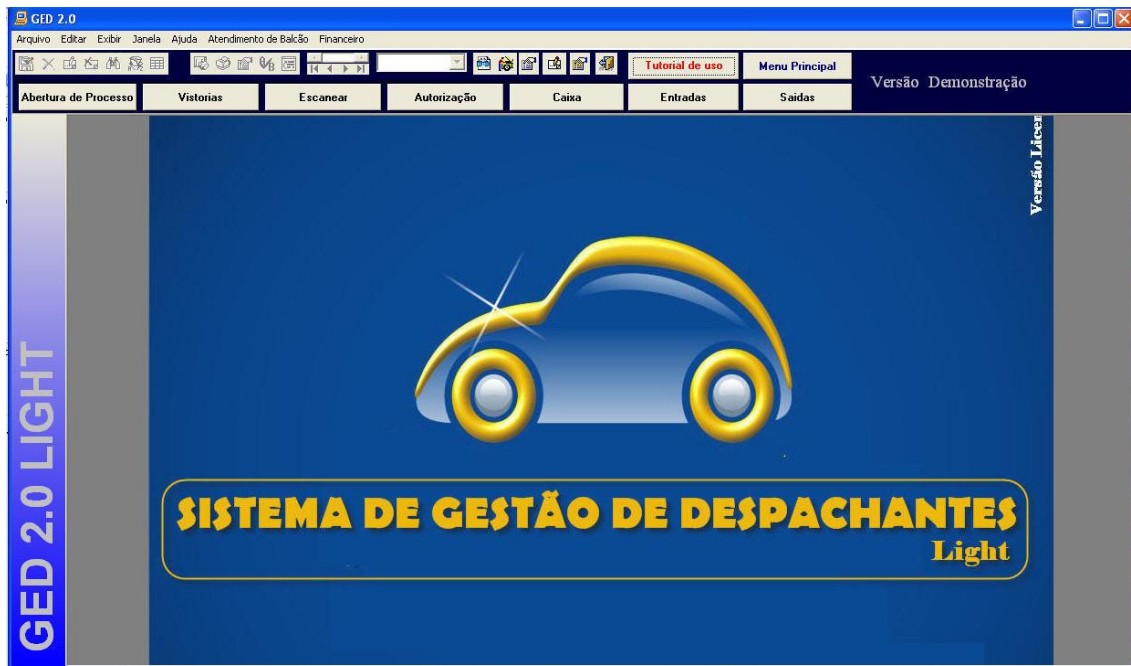 GED 2.0
Arquivo Editar Exibir Janela Ajuda Atendimento de Balcão Financeiro
Tutorial de uso Menu Principal
Versão Demonstração
Abertura de Processo Vistorias Escanear Autorização Caixa Entradas Saidas
Versão Licen
GED 2.0 LIGHT
SISTEMA DE GESTÃO DE DESPACHANTES
Light